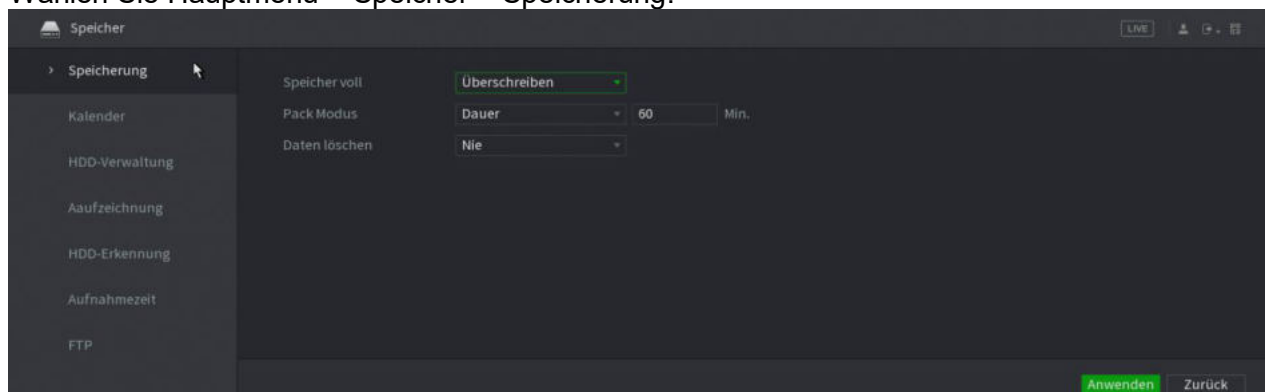 Wählen Sie Hauptmenü
Speicher
Speicherung.
Speicher LIVE
› Speicherung
Speicher voll Überschreiben
Kalender
Pack Modus Dauer 60 Min.
Daten löschen Nie
HDD-Verwaltung
Aaufzeichnung
HDD-Erkennung
Aufnahmezeit
FTP
Anwenden Zurück